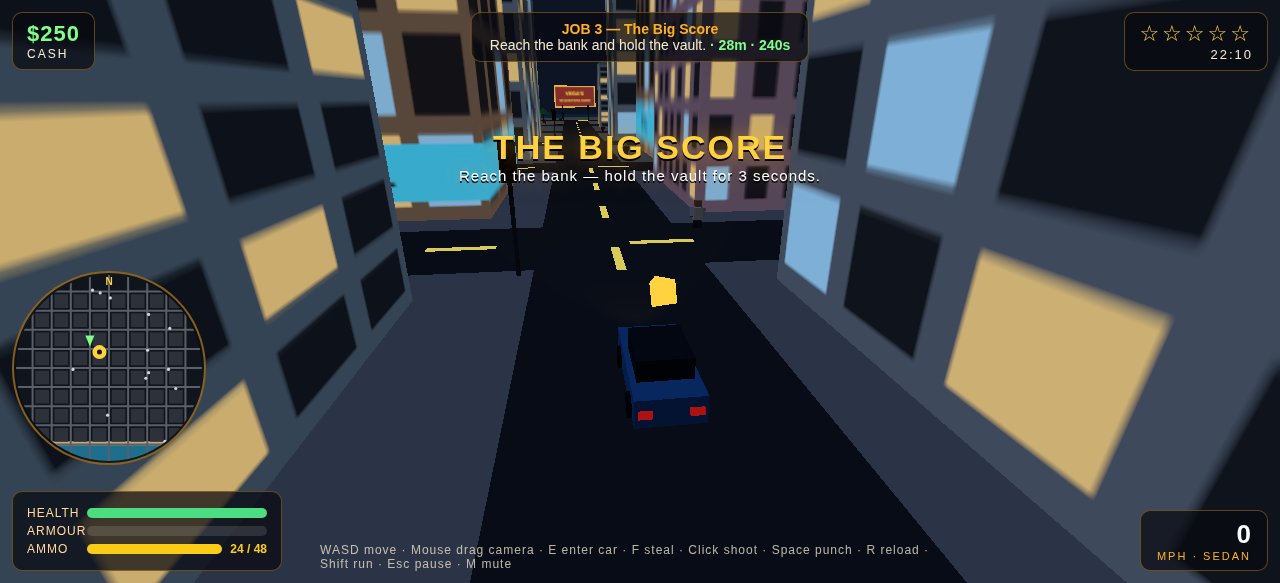 $250
CASH
JOB 3 — The Big Score
Reach the bank and hold the vault. · 28m · 240s
☆☆☆☆☆
22:10
VEGA'S
THE BIG SCORE
Reach the bank — hold the vault for 3 seconds.
N
HEALTH
ARMOUR
AMMO 24 / 48
WASD move · Mouse drag camera · E enter car · F steal · Click shoot · Space punch · R reload ·
Shift run · Esc pause · M mute
0
MPH · SEDAN